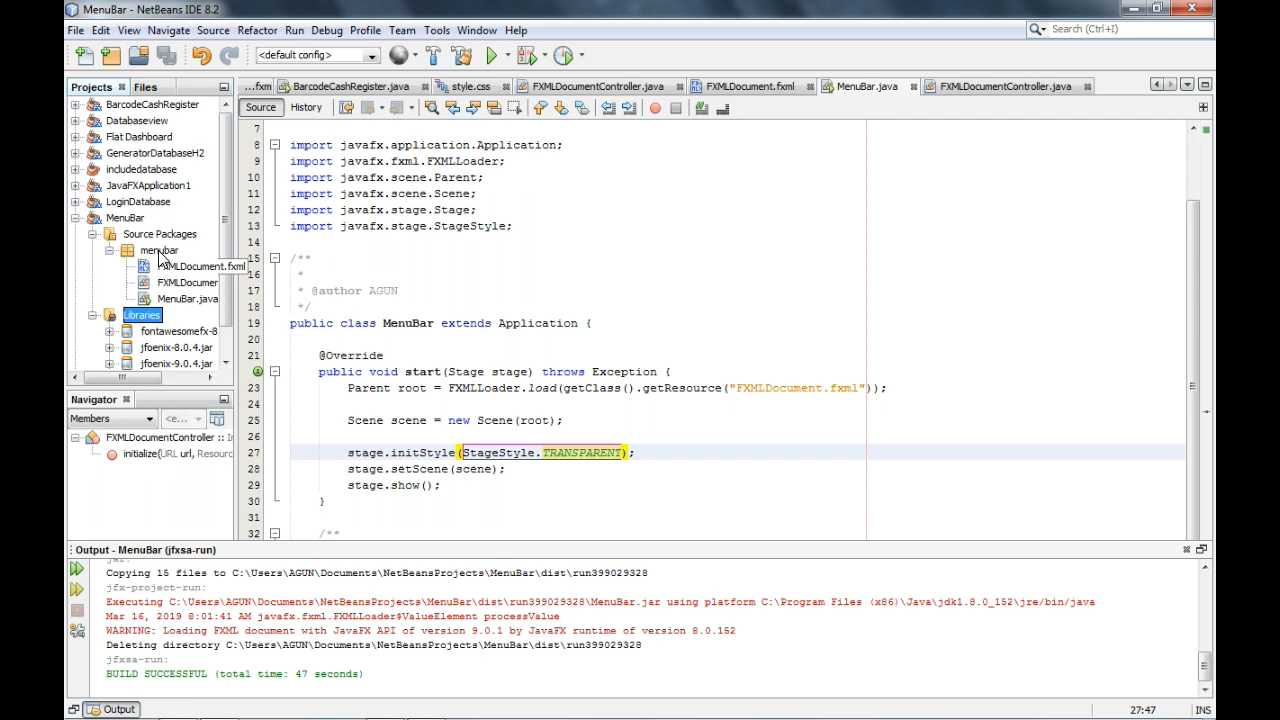 MenuBar - NetBeans IDE 8.2
File Edit View Navigate Source Refactor Run Debug Profile Team Tools Window Help
Search (Ctrl+I)
<default config>
Projects Files
...fxm BarcodeCashRegister.java style.css FXMLDocumentController.java FXMLDocument.fxml MenuBar.java FXMLDocumentController.java
Source History
BarcodeCashRegister
Databaseview
Flat Dashboard
GeneratorDatabaseH2
includedatabase
JavaFXApplication1
LoginDatabase
MenuBar
Source Packages
menubar
FXMLDocument.fxml
FXMLDocumer
MenuBar.java
Libraries
fontawesomefx-8
jfoenix-8.0.4.jar
jfoenix-9.0.4.jar
Navigator
Members <e...
FXMLDocumentController :: In
initialize(URL url, Resourc
7
8 import javafx.application.Application;
9 import javafx.fxml.FXMLLoader;
10 import javafx.scene.Parent;
11 import javafx.scene.Scene;
12 import javafx.stage.Stage;
13 import javafx.stage.StageStyle;
14
15 /**
16 *
17 * @author AGUN
18 */
19 public class MenuBar extends Application {
20
21 @Override
public void start(Stage stage) throws Exception {
23 Parent root = FXMLLoader.load(getClass().getResource("FXMLDocument.fxml"));
24
25 Scene scene = new Scene(root);
26
27 stage.initStyle(StageStyle.TRANSPARENT);
28 stage.setScene(scene);
29 stage.show();
30 }
31
32 /**
Output - MenuBar (jfxsa-run)
jar:
Copying 15 files to C:\Users\AGUN\Documents\NetBeansProjects\MenuBar\dist\run399029328
jfx-project-run:
Executing C:\Users\AGUN\Documents\NetBeansProjects\MenuBar\dist\run399029328\MenuBar.jar using platform C:\Program Files (x86)\Java\jdk1.8.0_152\jre/bin/java
Mar 16, 2019 8:01:41 AM javafx.fxml.FXMLLoader$ValueElement processValue
WARNING: Loading FXML document with JavaFX API of version 9.0.1 by JavaFX runtime of version 8.0.152
Deleting directory C:\Users\AGUN\Documents\NetBeansProjects\MenuBar\dist\run399029328
jfxsa-run:
BUILD SUCCESSFUL (total time: 47 seconds)
Output
27:47 INS